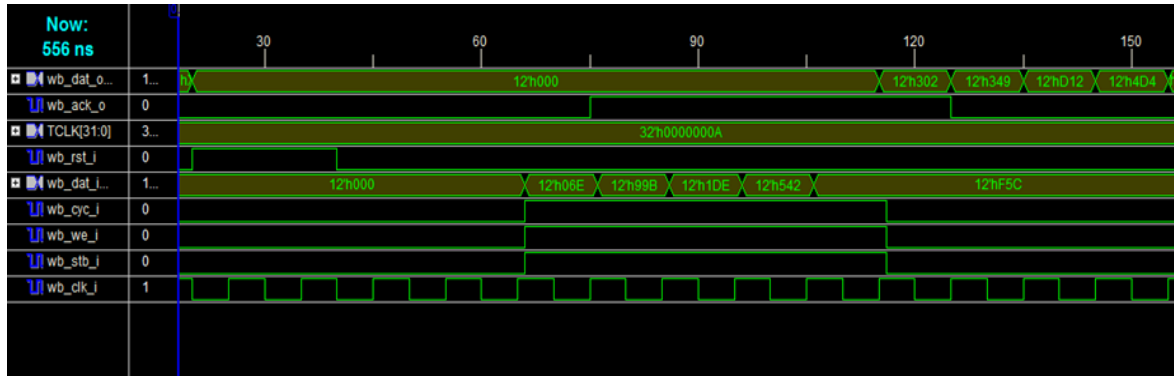 Now:
556 ns
30 60 90 120 150
wb_dat_o... 1... 12'h000 12'h302 12'h349 12'hD12 12'h4D4
wb_ack_o 0
TCLK[31:0] 3... 32'h0000000A
wb_rst_i 0
wb_dat_i... 1... 12'h000 12'h06E 12'h99B 12'h1DE 12'h542 12'hF5C
wb_cyc_i 0
wb_we_i 0
wb_stb_i 0
wb_clk_i 1